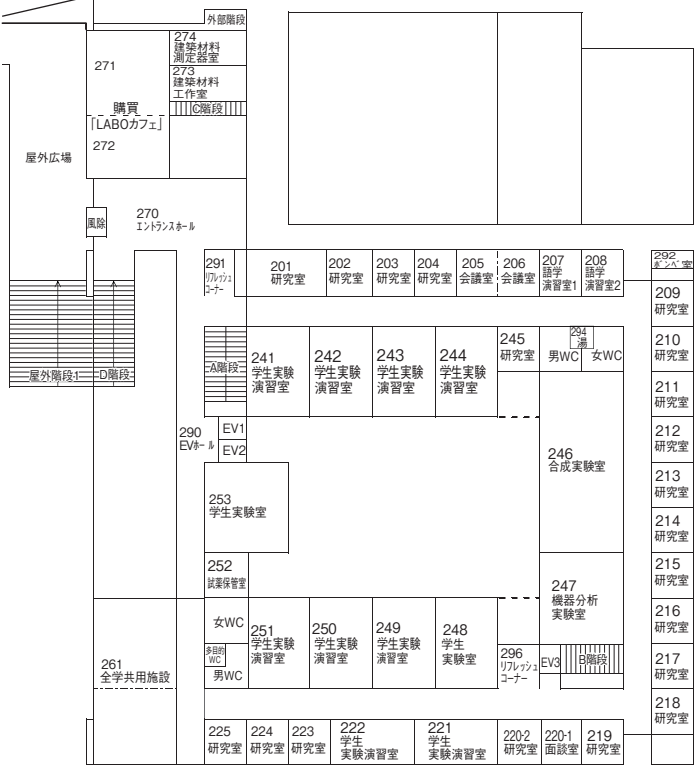 外部階段
274
建築材料
測定器室
271
273
建築材料
工作室
購買
C階段
「LABOカフェ」
272
屋外広場
風除
270
エントランスホール
291
リフレッシュ
コーナー
201
研究室
202
研究室
203
研究室
204
研究室
205
会議室
206
会議室
207
語学
演習室1
208
語学
演習室2
292
ボンベ室
209
研究室
210
研究室
211
研究室
212
研究室
213
研究室
214
研究室
215
研究室
216
研究室
217
研究室
218
研究室
屋外階段1
D階段
A階段
241
学生実験
演習室
242
学生実験
演習室
243
学生実験
演習室
244
学生実験
演習室
245
研究室
294
湯
男WC
女WC
290
EVホール
EV1
EV2
246
合成実験室
253
学生実験室
252
試薬保管室
247
機器分析
実験室
女WC
多目的
WC
男WC
251
学生実験
演習室
250
学生実験
演習室
249
学生実験
演習室
248
学生
実験室
296
リフレッシュ
コーナー
EV3
B階段
261
全学共用施設
225
研究室
224
研究室
223
研究室
222
学生
実験演習室
221
学生
実験演習室
220-2
研究室
220-1
面談室
219
研究室